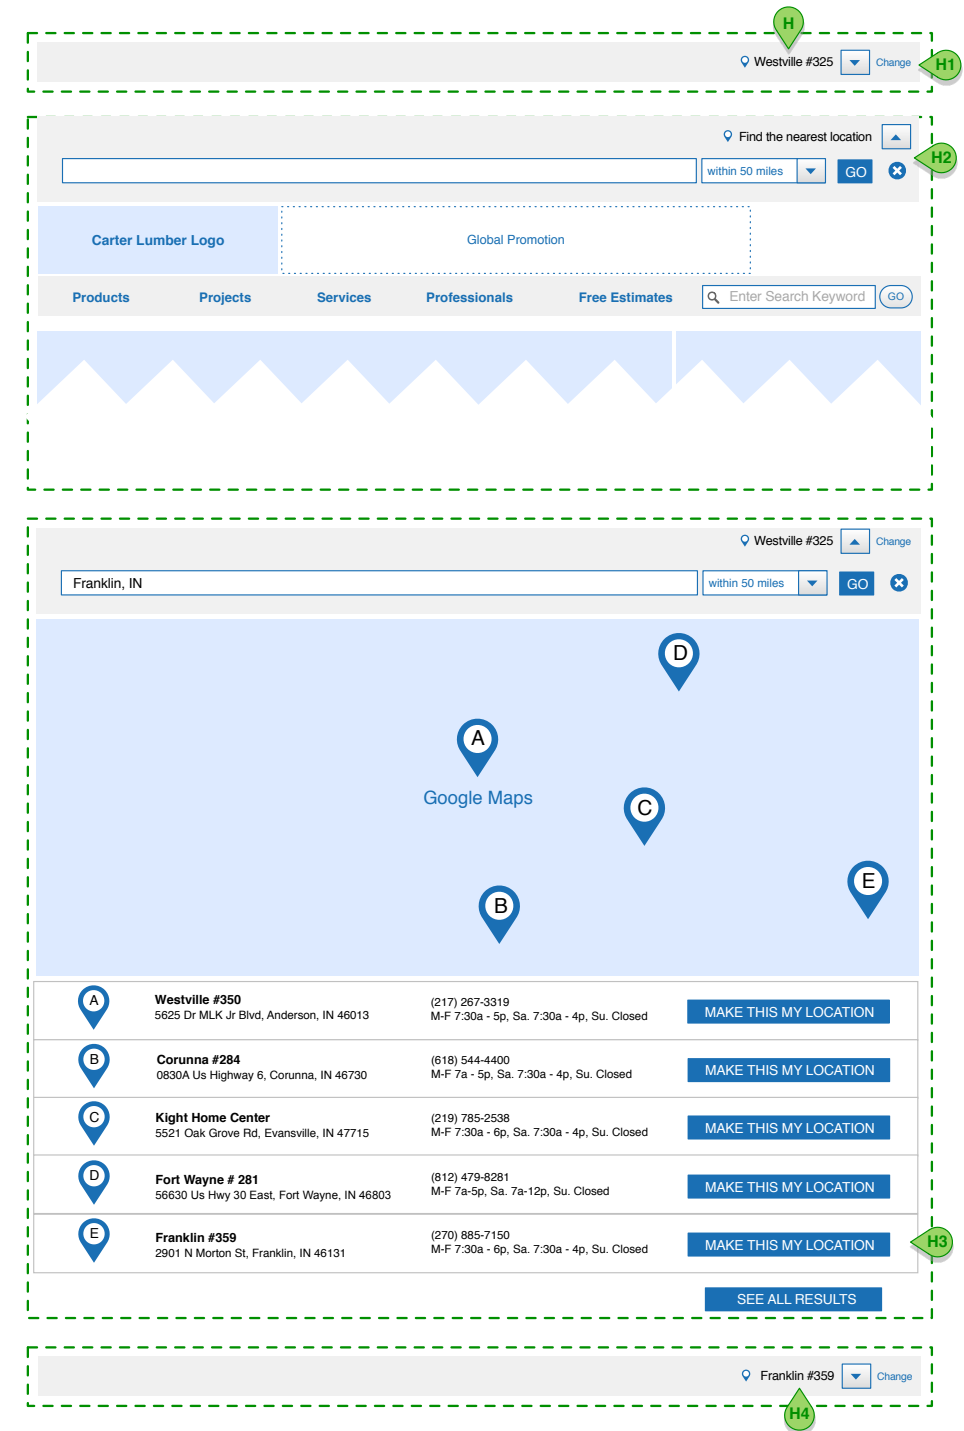 H
Westville #325 Change H1
Find the nearest location
within 50 miles GO H2
Carter Lumber Logo Global Promotion
Products Projects Services Professionals Free Estimates Enter Search Keyword GO
Westville #325 Change
Franklin, IN within 50 miles GO
D
A
Google Maps
C
E
B
A Westville #350 (217) 267-3319
5625 Dr MLK Jr Blvd, Anderson, IN 46013 M-F 7:30a - 5p, Sa. 7:30a - 4p, Su. Closed MAKE THIS MY LOCATION
B Corunna #284 (618) 544-4400
0830A Us Highway 6, Corunna, IN 46730 M-F 7a - 5p, Sa. 7:30a - 4p, Su. Closed MAKE THIS MY LOCATION
C Kight Home Center (219) 785-2538
5521 Oak Grove Rd, Evansville, IN 47715 M-F 7:30a - 6p, Sa. 7:30a - 4p, Su. Closed MAKE THIS MY LOCATION
D Fort Wayne # 281 (812) 479-8281
56630 Us Hwy 30 East, Fort Wayne, IN 46803 M-F 7a-5p, Sa. 7a-12p, Su. Closed MAKE THIS MY LOCATION
E Franklin #359 (270) 885-7150
2901 N Morton St, Franklin, IN 46131 M-F 7:30a - 6p, Sa. 7:30a - 4p, Su. Closed MAKE THIS MY LOCATION H3
SEE ALL RESULTS
Franklin #359 Change
H4